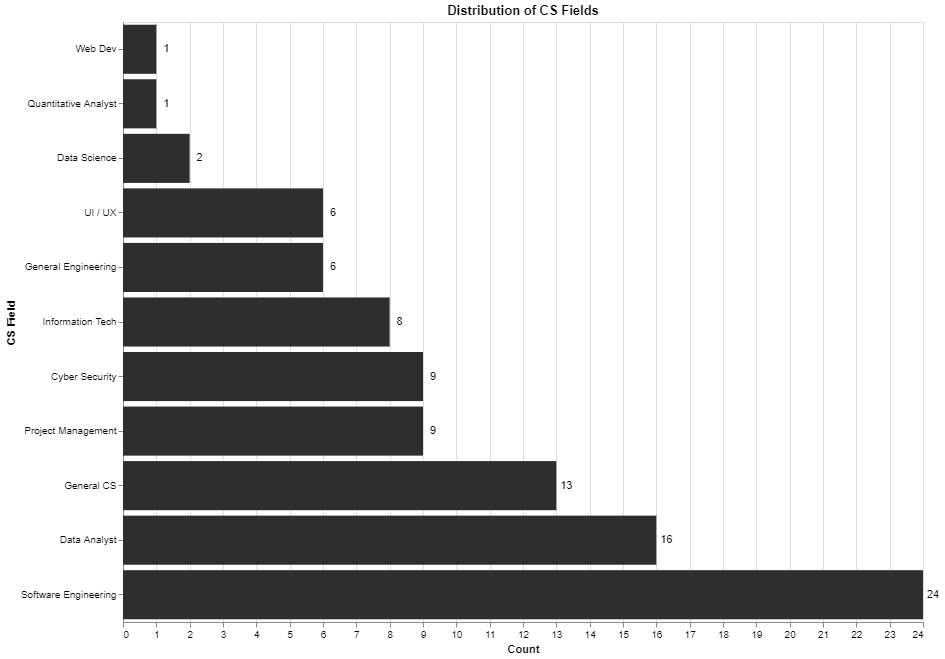 Distribution of CS Fields
Web Dev 1
Quantitative Analyst 1
Data Science 2
UI / UX 6
General Engineering 6
Information Tech 8
CS Field
Cyber Security 9
Project Management 9
General CS 13
Data Analyst 16
Software Engineering 24
0 1 2 3 4 5 6 7 8 9 10 11 12 13 14 15 16 17 18 19 20 21 22 23 24
Count